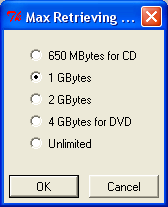 Max Retrieving ...
650 MBytes for CD
1 GBytes
2 GBytes
4 GBytes for DVD
Unlimited
OK
Cancel